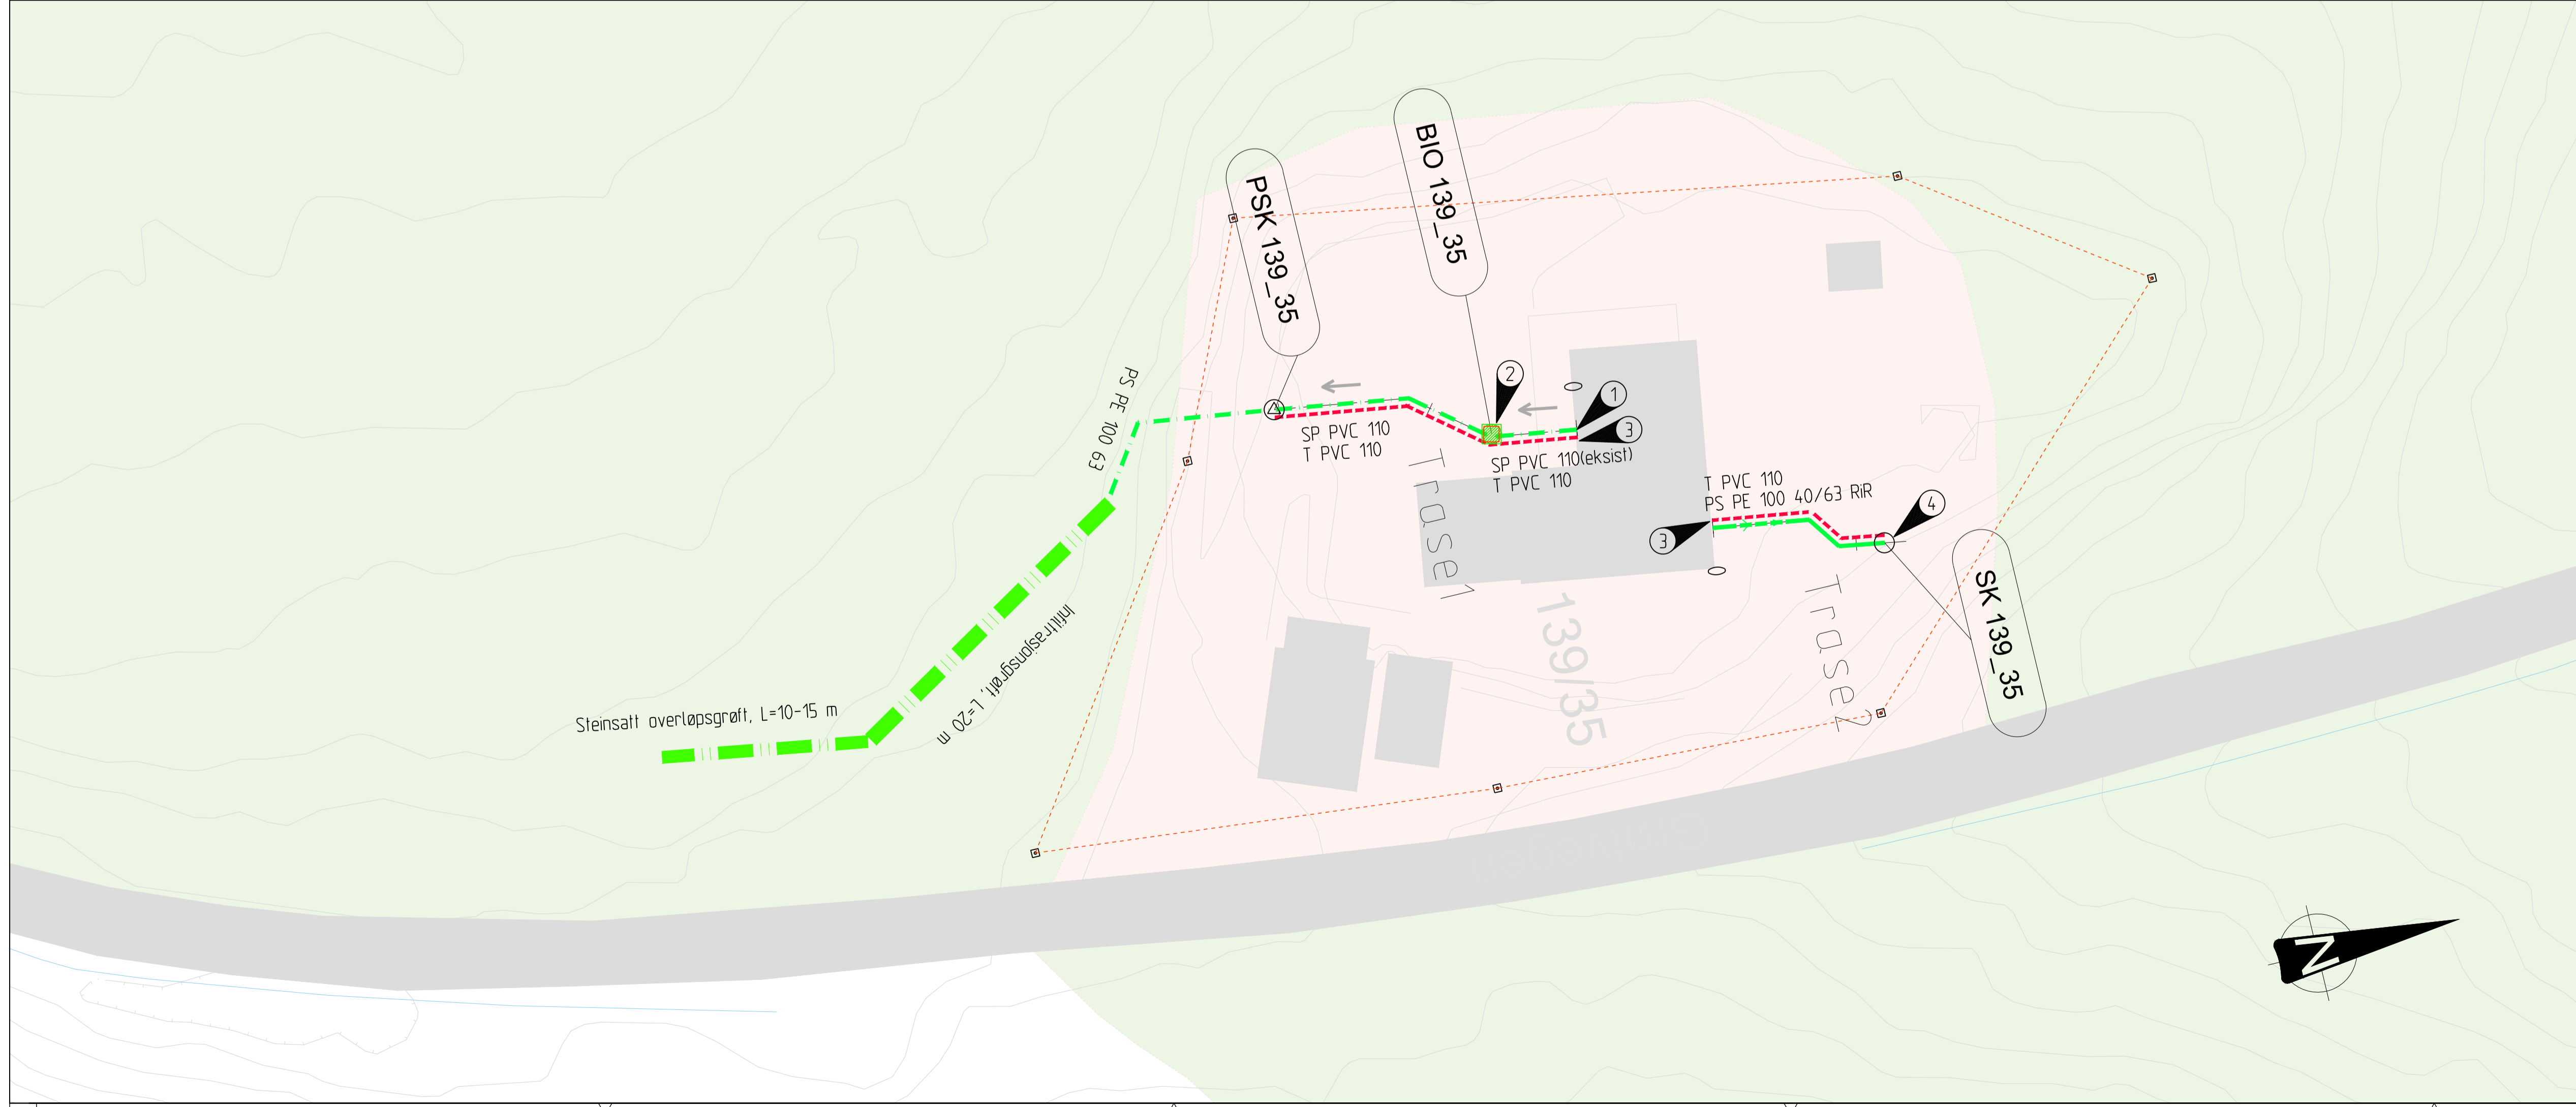 PSK 139_35
BIO 139_35
2
1
3
SP PVC 110
T PVC 110
SP PVC 110(eksist)
T PVC 110
PS PE 100 63
T PVC 110
PS PE 100 40/63 RiR
4
3
Trase 1
Trase2
SK 139_35
139/35
Infiltrasjonsgrøft, L=20 m
Steinsatt overløpsgrøft, L=10-15 m
N